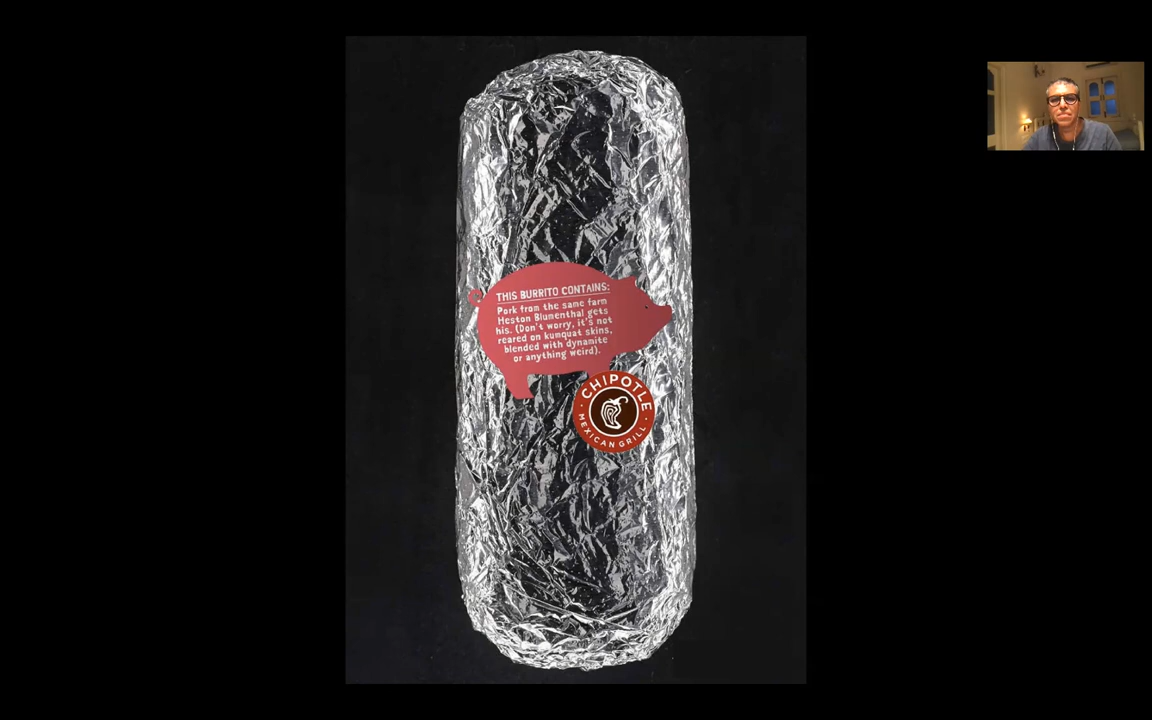 THIS BURRITO CONTAINS:
Pork from the same farm
Heston Blumenthal gets
his. (Don't worry, it's not
reared on kumquat skins,
blended with dynamite
or anything weird).
CHIPOTLE
MEXICAN GRILL